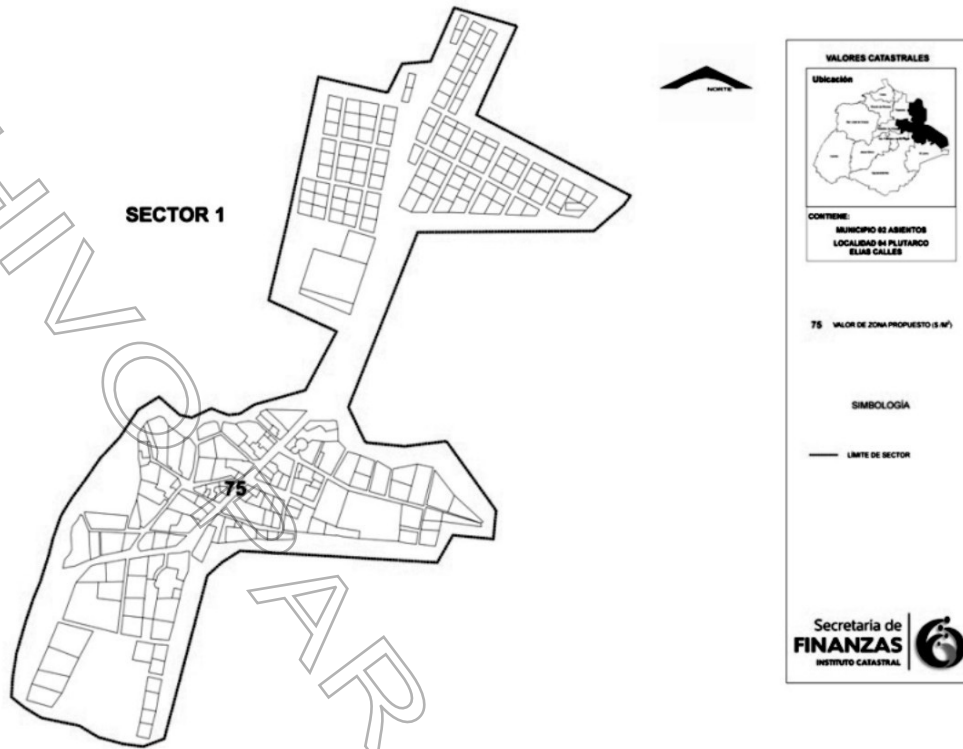 NORTE
SECTOR 1
75
VALORES CATASTRALES
Ubicación
CONTIENE:
MUNICIPIO 02 ASIENTOS
LOCALIDAD 04 PLUTARCO
ELIAS CALLES
75 VALOR DE ZONA PROPUESTO ($/M²)
SIMBOLOGÍA
LÍMITE DE SECTOR
Secretaría de
FINANZAS
INSTITUTO CATASTRAL